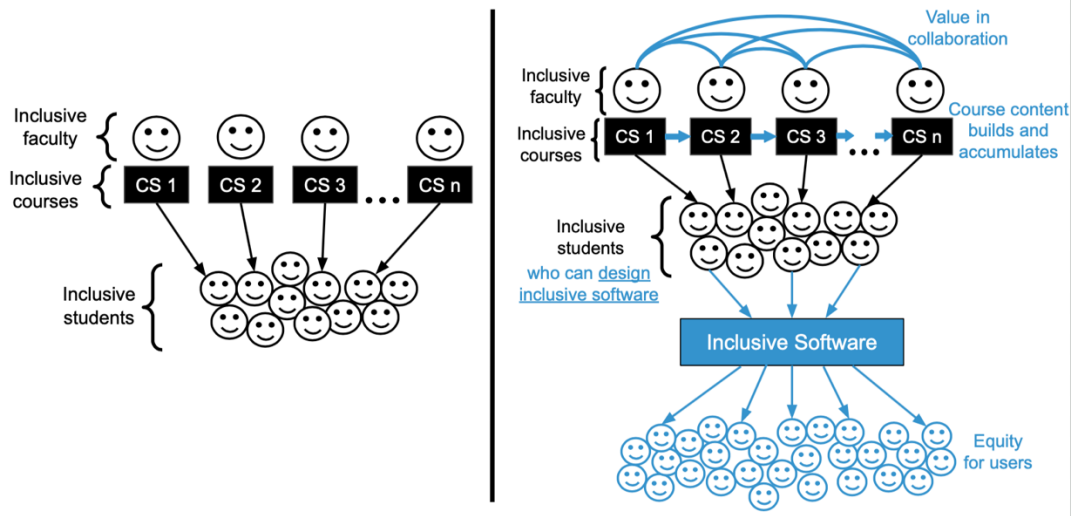 Inclusive
faculty
Inclusive
courses
CS 1
CS 2
CS 3
...
CS n
Inclusive
students
Value in
collaboration
Inclusive
faculty
Inclusive
courses
CS 1
CS 2
CS 3
...
CS n
Course content
builds and
accumulates
Inclusive
students
who can design
inclusive software
Inclusive Software
Equity
for users